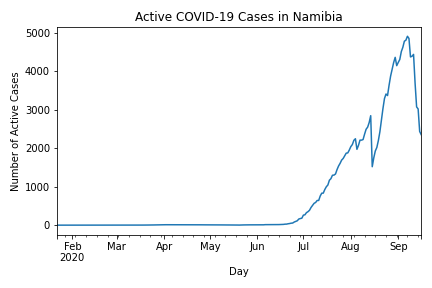 Active COVID-19 Cases in Namibia
Number of Active Cases
5000
4000
3000
2000
1000
0
Feb Mar Apr May Jun Jul Aug Sep
2020
Day